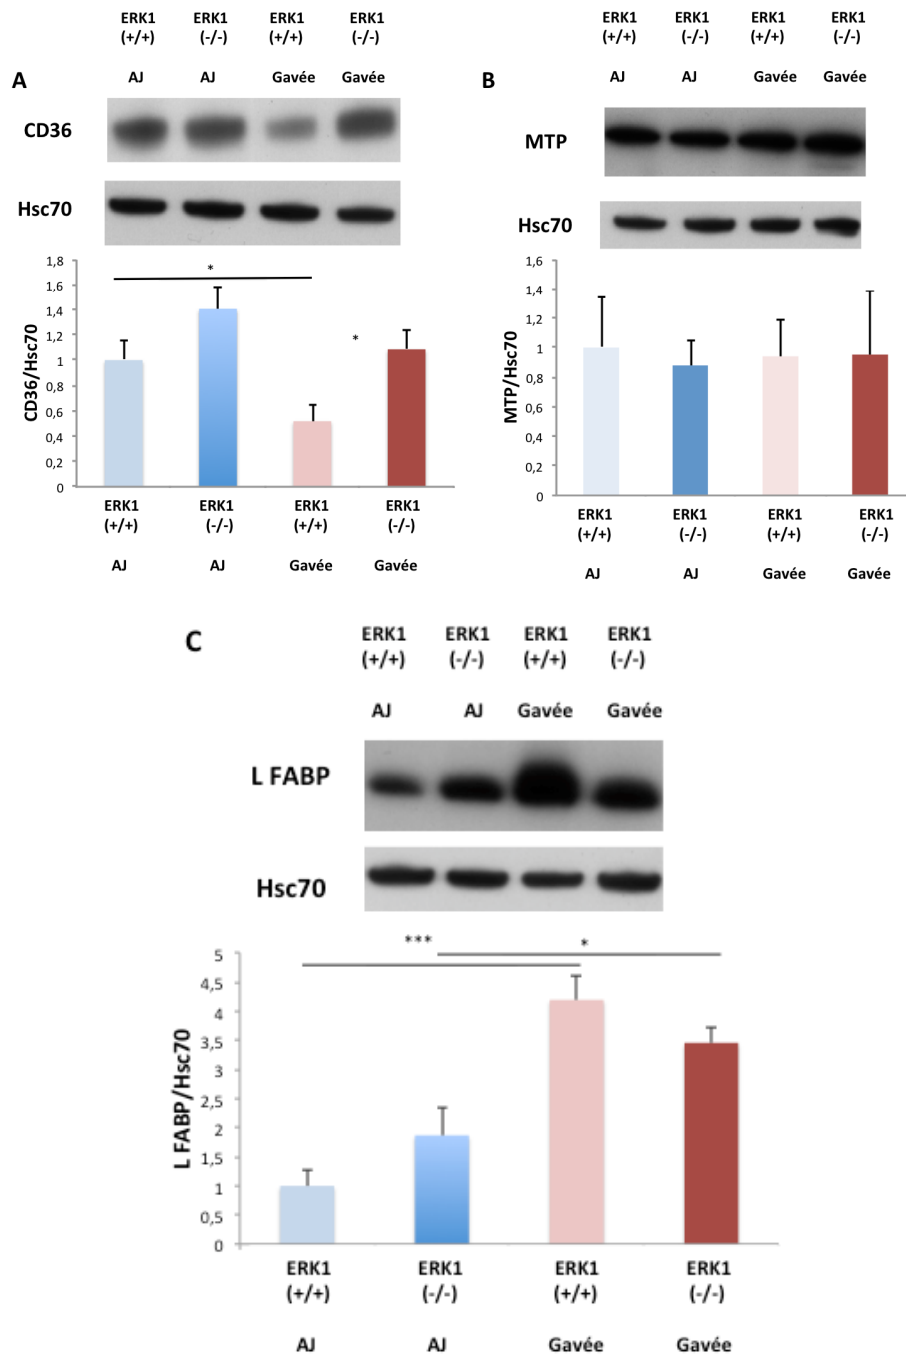 ERK1 ERK1 ERK1 ERK1
(+/+) (-/-) (+/+) (-/-)
A
AJ AJ Gavée Gavée
CD36
Hsc70
CD36/Hsc70
1,8
1,6
1,4
1,2
1
0,8
0,6
0,4
0,2
0
*
*
ERK1 ERK1 ERK1 ERK1
(+/+) (-/-) (+/+) (-/-)
AJ AJ Gavée Gavée
ERK1 ERK1 ERK1 ERK1
(+/+) (-/-) (+/+) (-/-)
B
AJ AJ Gavée Gavée
MTP
Hsc70
MTP/Hsc70
1,6
1,4
1,2
1
0,8
0,6
0,4
0,2
0
ERK1 ERK1 ERK1 ERK1
(+/+) (-/-) (+/+) (-/-)
AJ AJ Gavée Gavée
C
ERK1 ERK1 ERK1 ERK1
(+/+) (-/-) (+/+) (-/-)
AJ AJ Gavée Gavée
L FABP
Hsc70
L FABP/Hsc70
*** *
5
4,5
4
3,5
3
2,5
2
1,5
1
0,5
0
ERK1 ERK1 ERK1 ERK1
(+/+) (-/-) (+/+) (-/-)
AJ AJ Gavée Gavée